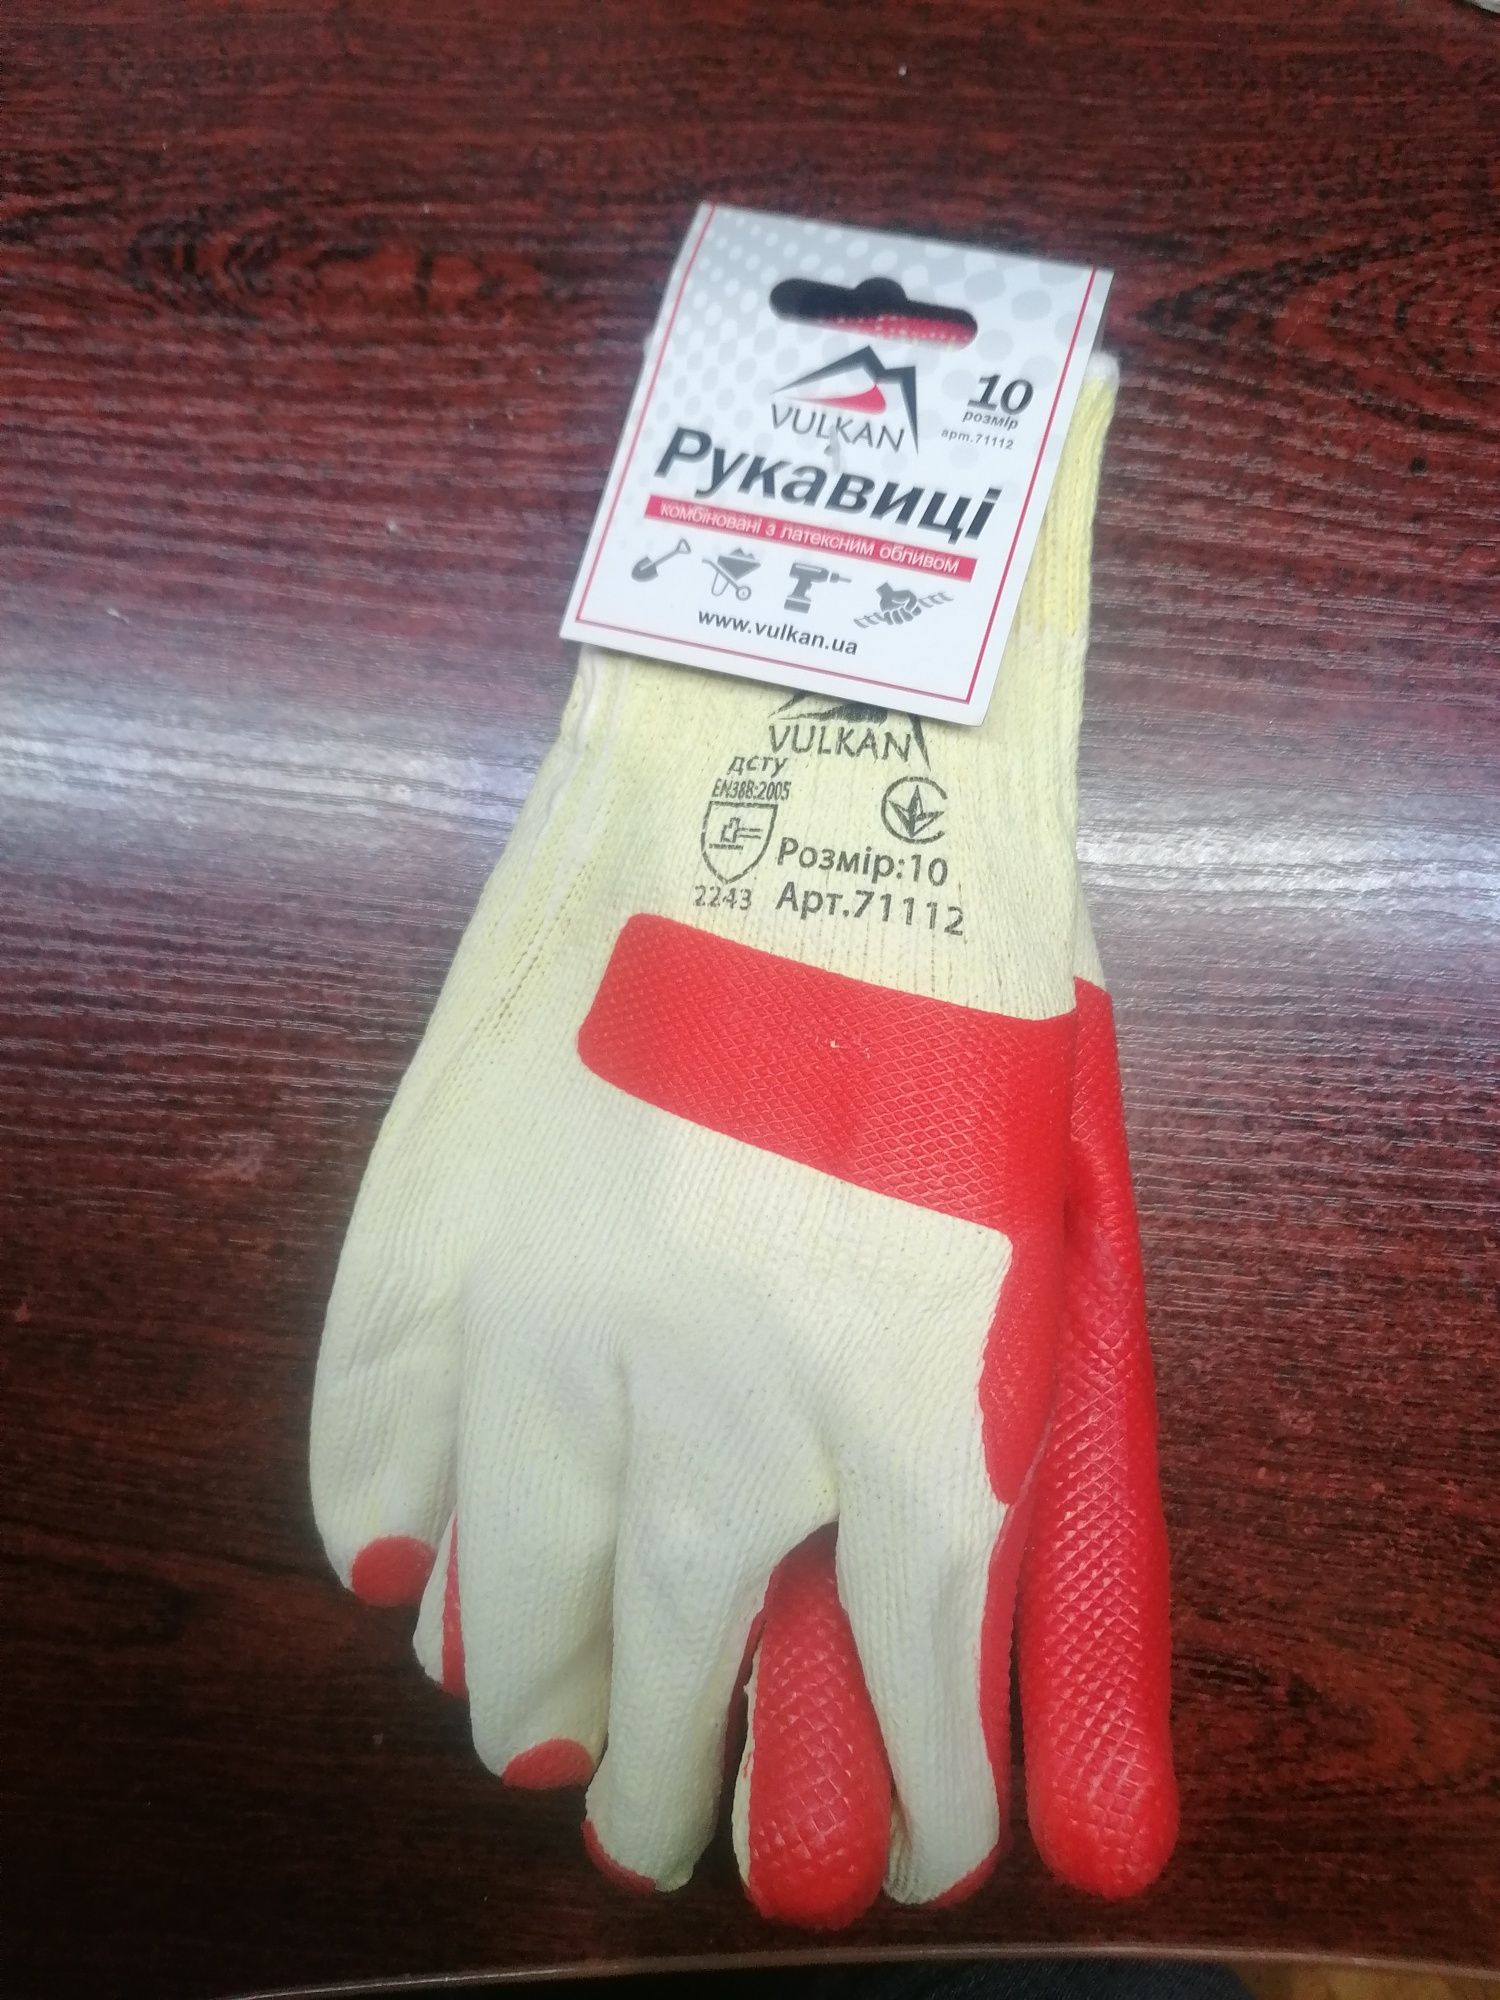 VULKAN
10
розмір
арт.71112
Рукавиці
комбіновані з латексним обливом
www.vulkan.ua
VULKAN
ДСТУ
EN388:2005
Розмір:10
2243 Арт.71112